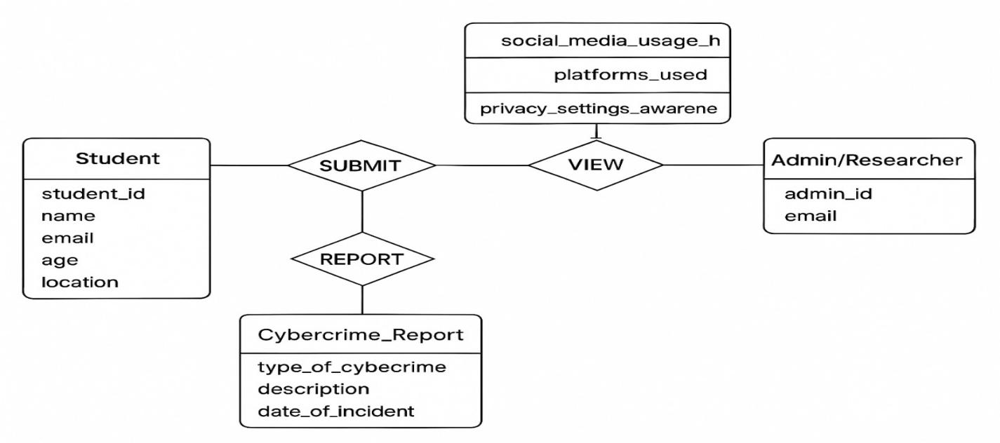 social_media_usage_h
platforms_used
privacy_settings_awarene
Student
student_id
name
email
age
location
SUBMIT
VIEW
Admin/Researcher
admin_id
email
REPORT
Cybercrime_Report
type_of_cybecrime
description
date_of_incident